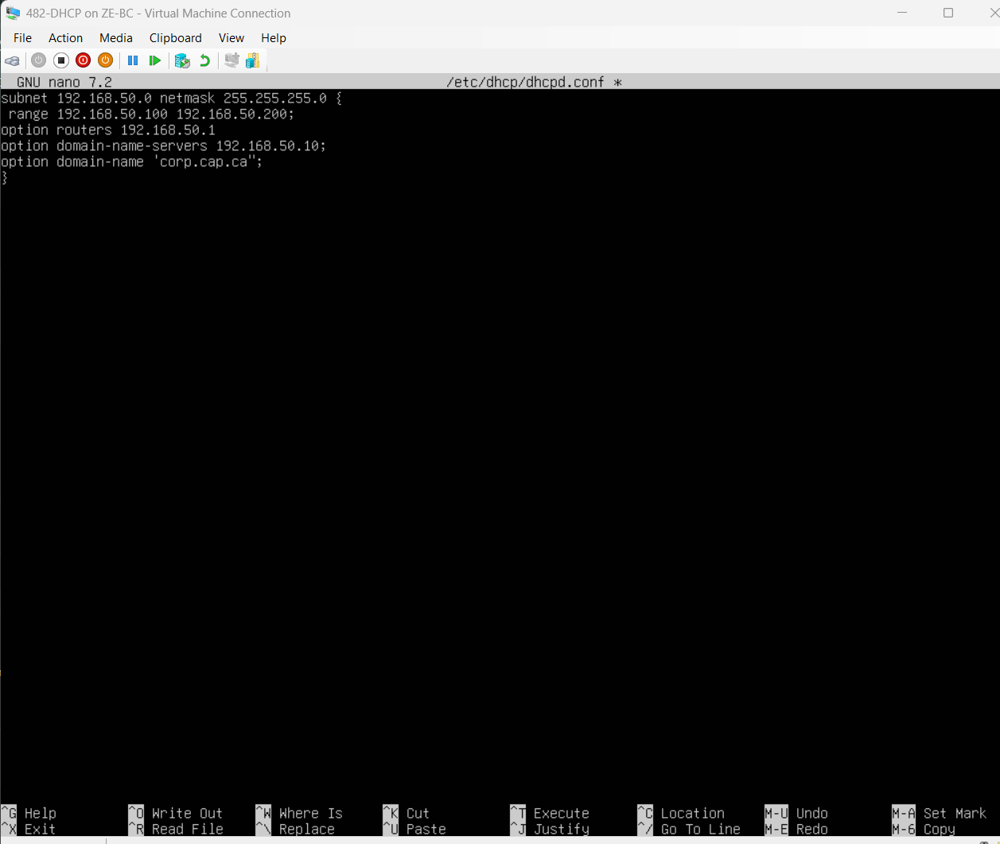 482-DHCP on ZE-BC - Virtual Machine Connection
File Action Media Clipboard View Help
GNU nano 7.2 /etc/dhcp/dhcpd.conf *
subnet 192.168.50.0 netmask 255.255.255.0 {
range 192.168.50.100 192.168.50.200;
option routers 192.168.50.1
option domain-name-servers 192.168.50.10;
option domain-name 'corp.cap.ca";
}
^G Help ^O Write Out ^W Where Is ^K Cut ^T Execute ^C Location M-U Undo M-A Set Mark
^X Exit ^R Read File ^\ Replace ^U Paste ^J Justify ^/ Go To Line M-E Redo M-6 Copy